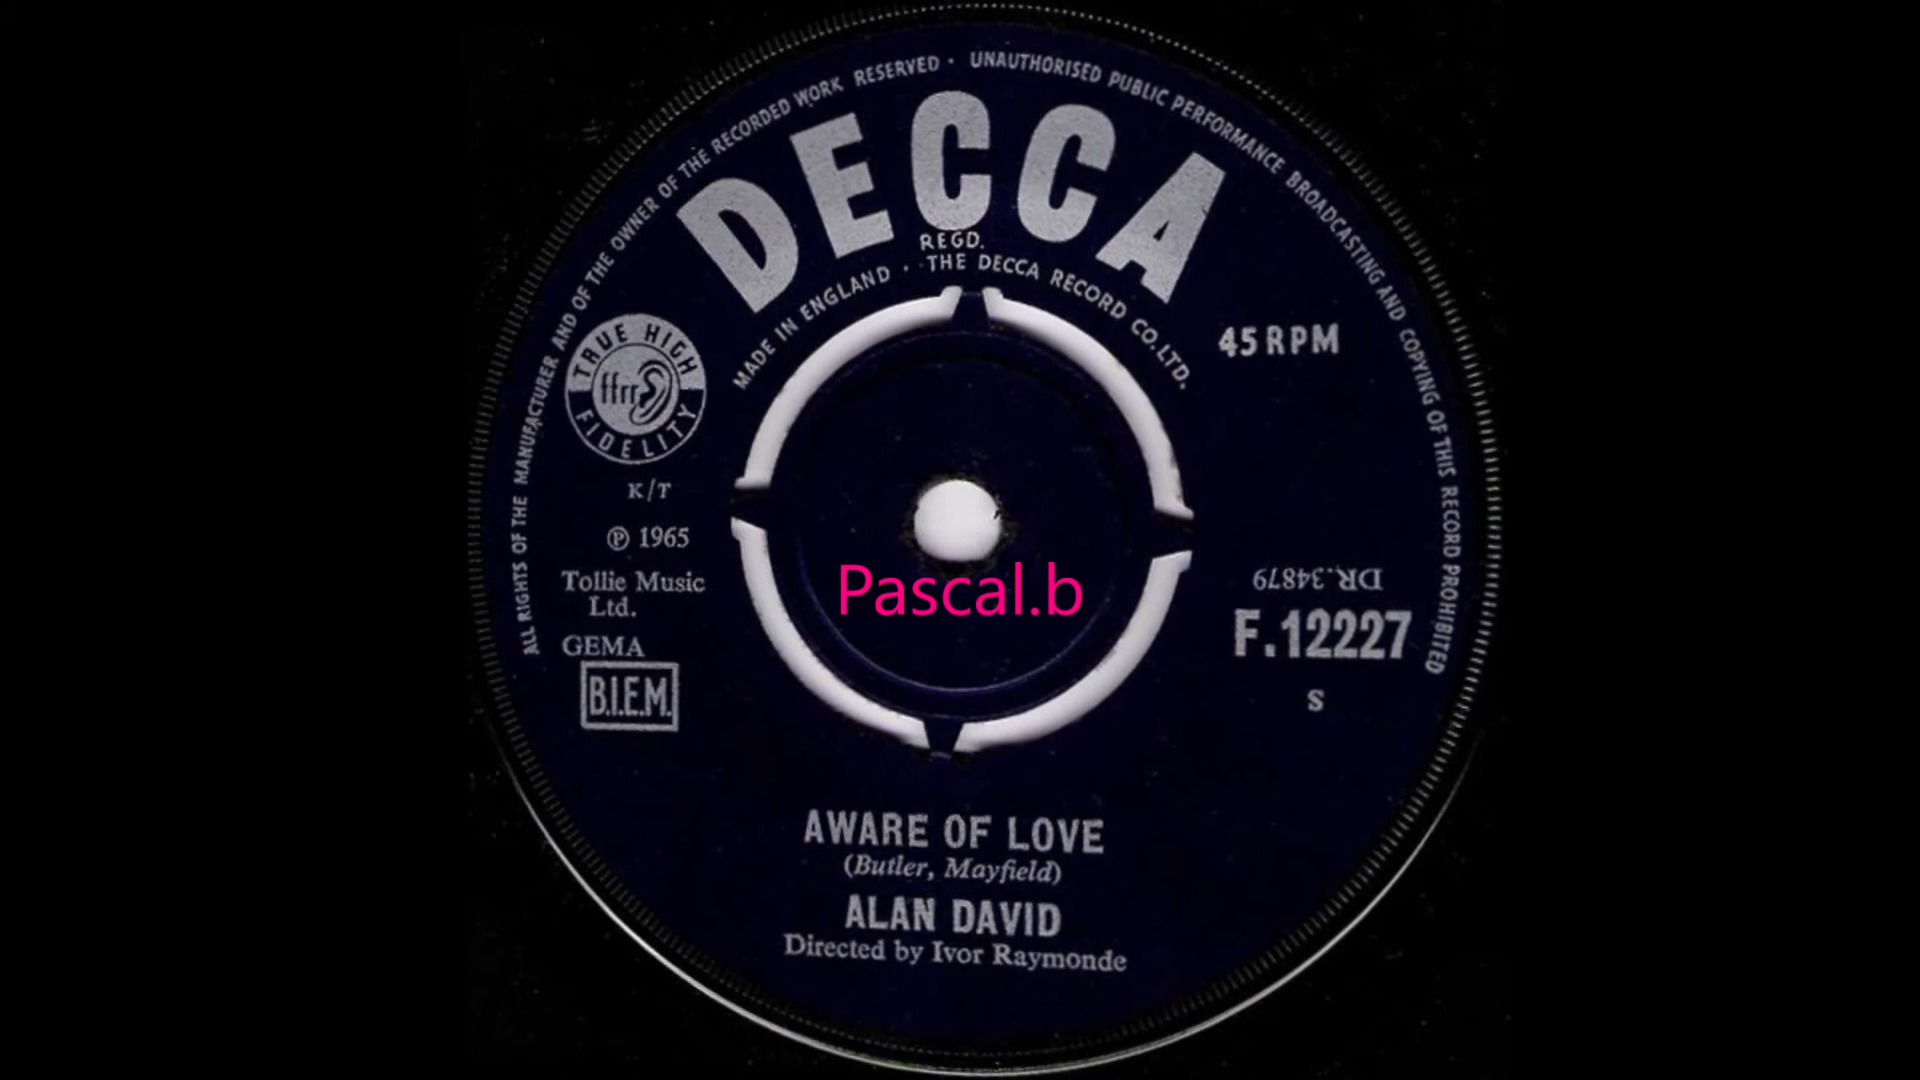 ALL RIGHTS OF THE MANUFACTURER AND OF THE OWNER OF THE RECORDED WORK RESERVED · UNAUTHORISED PUBLIC PERFORMANCE BROADCASTING AND COPYING OF THIS RECORD PROHIBITED
DECCA
REGD.
MADE IN ENGLAND · THE DECCA RECORD CO. LTD.
TRUE HIGH
ffrr
FIDELITY
45 RPM
K/T
℗ 1965
Tollie Music
Ltd.
GEMA
B.I.E.M.
Pascal.b
DR. 34879
F.12227
S
AWARE OF LOVE
(Butler, Mayfield)
ALAN DAVID
Directed by Ivor Raymonde